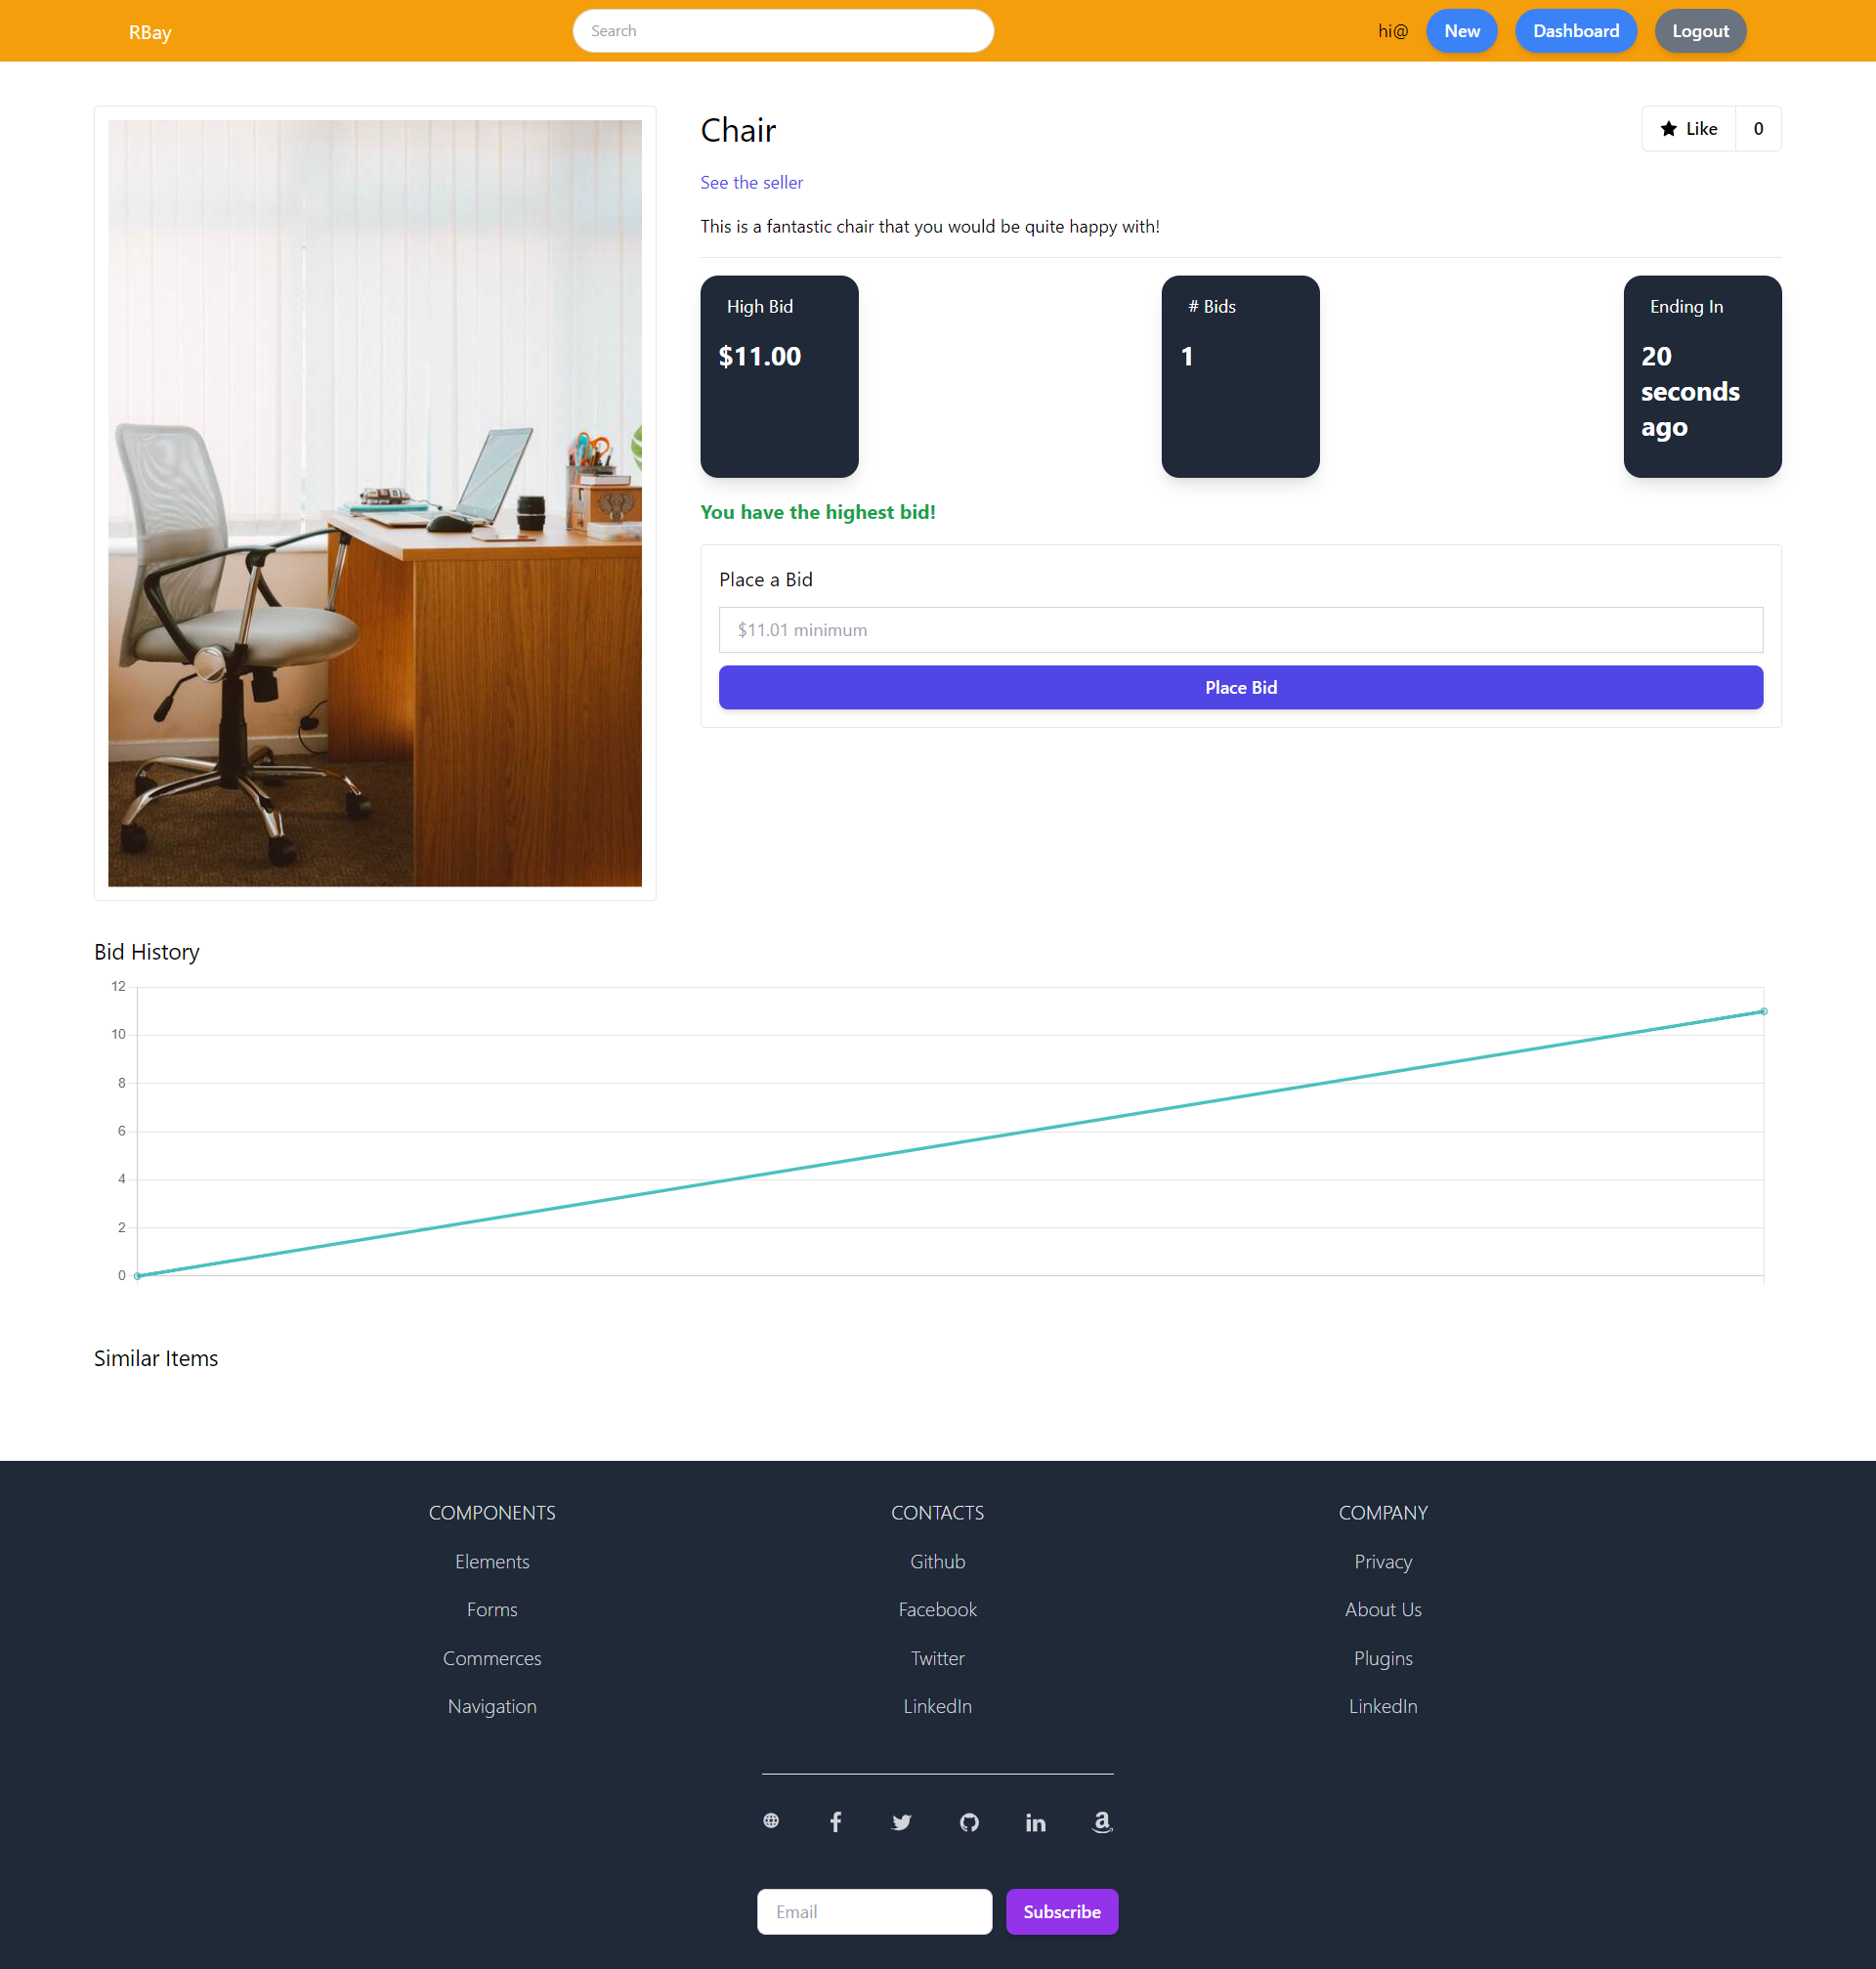 RBay
Search
hi@
New
Dashboard
Logout
Chair
Like
0
See the seller
This is a fantastic chair that you would be quite happy with!
High Bid
$11.00
# Bids
1
Ending In
20
seconds
ago
You have the highest bid!
Place a Bid
$11.01 minimum
Place Bid
Bid History
12
10
8
6
4
2
0
Similar Items
COMPONENTS
Elements
Forms
Commerces
Navigation
CONTACTS
Github
Facebook
Twitter
LinkedIn
COMPANY
Privacy
About Us
Plugins
LinkedIn
Email
Subscribe